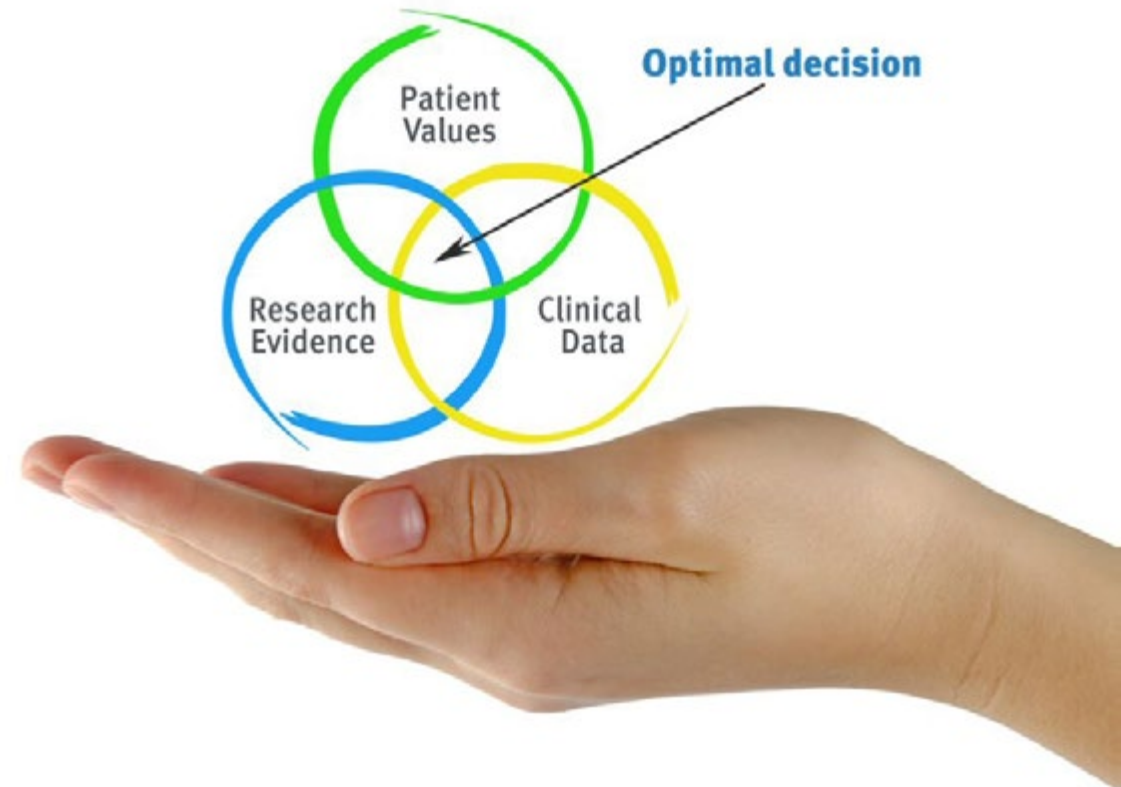 Optimal decision
Patient
Values
Research
Evidence
Clinical
Data